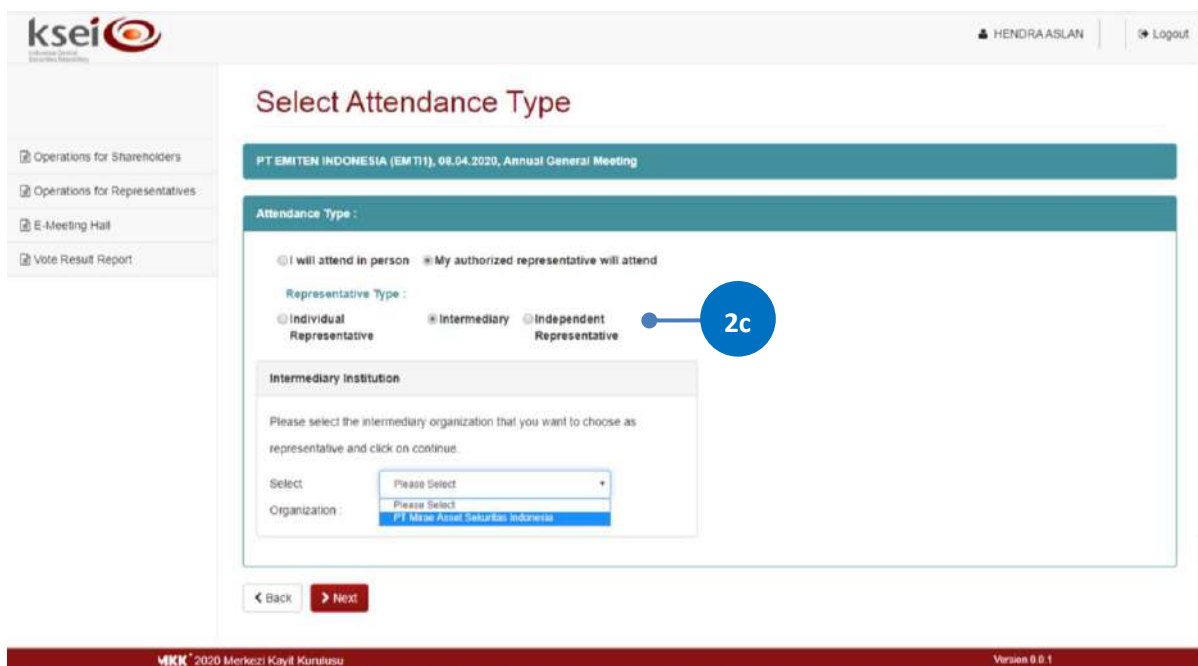 ksei
HENDRA ASLAN
Logout
Select Attendance Type
Operations for Shareholders
Operations for Representatives
E-Meeting Hall
Vote Result Report
PT EMITEN INDONESIA (EMTI1), 08.04.2020, Annual General Meeting
Attendance Type :
I will attend in person My authorized representative will attend
Representative Type :
Individual Representative
Intermediary
Independent Representative
2c
Intermediary Institution
Please select the intermediary organization that you want to choose as
representative and click on continue.
Select Organization :
Please Select
Please Select
PT Mirae Asset Sekuritas Indonesia
Back
Next
MKK 2020 Merkezi Kayit Kurulusu
Version 0.0.1